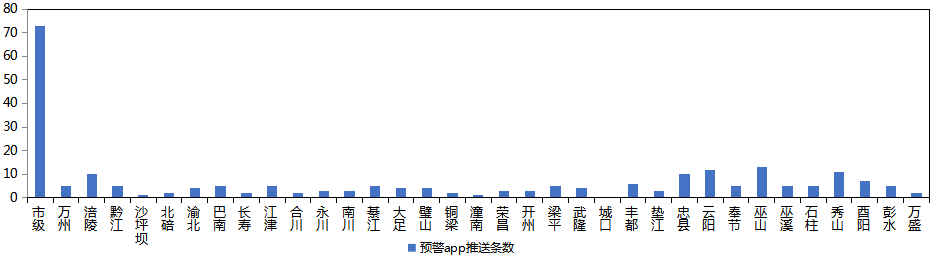 80
70
60
50
40
30
20
10
0
市级
万州
涪陵
黔江
沙坪坝
北碚
渝北
巴南
长寿
江津
合川
永川
南川
綦江
大足
璧山
铜梁
潼南
荣昌
开州
梁平
武隆
城口
丰都
垫江
忠县
云阳
奉节
巫山
巫溪
石柱
秀山
酉阳
彭水
万盛
预警app推送条数